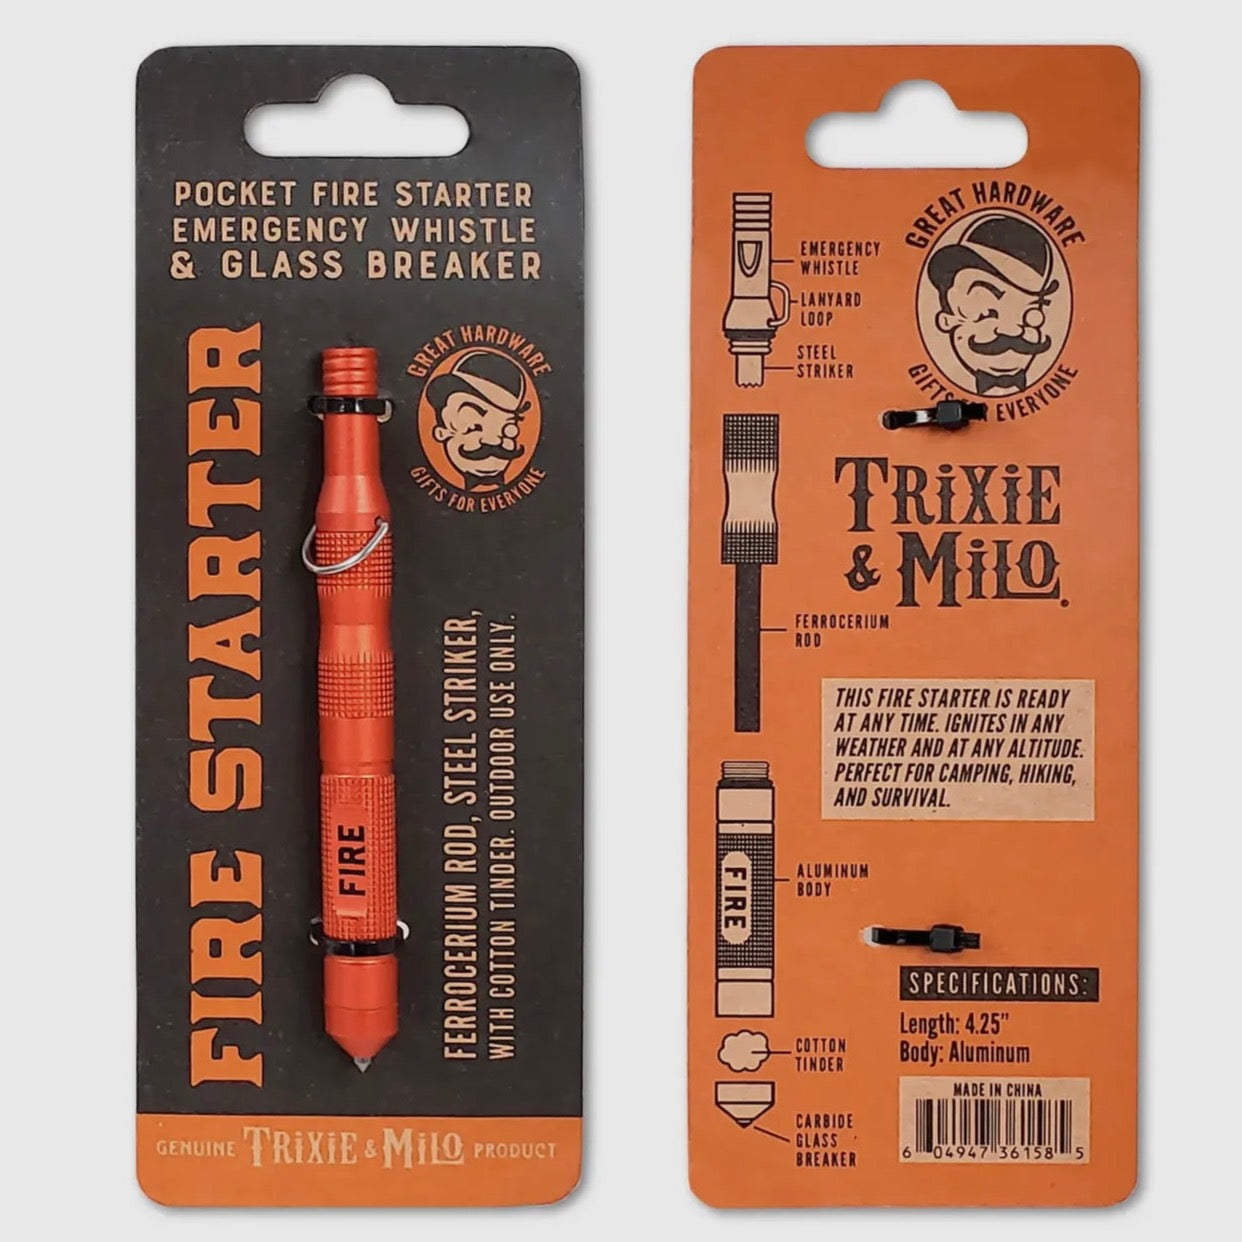 POCKET FIRE STARTER
EMERGENCY WHISTLE
& GLASS BREAKER
FIRE STARTER
GREAT HARDWARE
GIFTS FOR EVERYONE
FIRE
FERROCERIUM ROD, STEEL STRIKER,
WITH COTTON TINDER. OUTDOOR USE ONLY.
GENUINE TRIXIE & MILO PRODUCT
GREAT HARDWARE
GIFTS EVERYONE
EMERGENCY
WHISTLE
LANYARD
LOOP
STEEL
STRIKER
TRIXIE
& MILO.
FERROCERIUM
ROD
THIS FIRE STARTER IS READY
AT ANY TIME. IGNITES IN ANY
WEATHER AND AT ANY ALTITUDE.
PERFECT FOR CAMPING, HIKING,
AND SURVIVAL.
FIRE
ALUMINUM
BODY
COTTON
TINDER
CARBIDE
GLASS
BREAKER
SPECIFICATIONS:
Length: 4.25"
Body: Aluminum
MADE IN CHINA
6 04947 36158 5